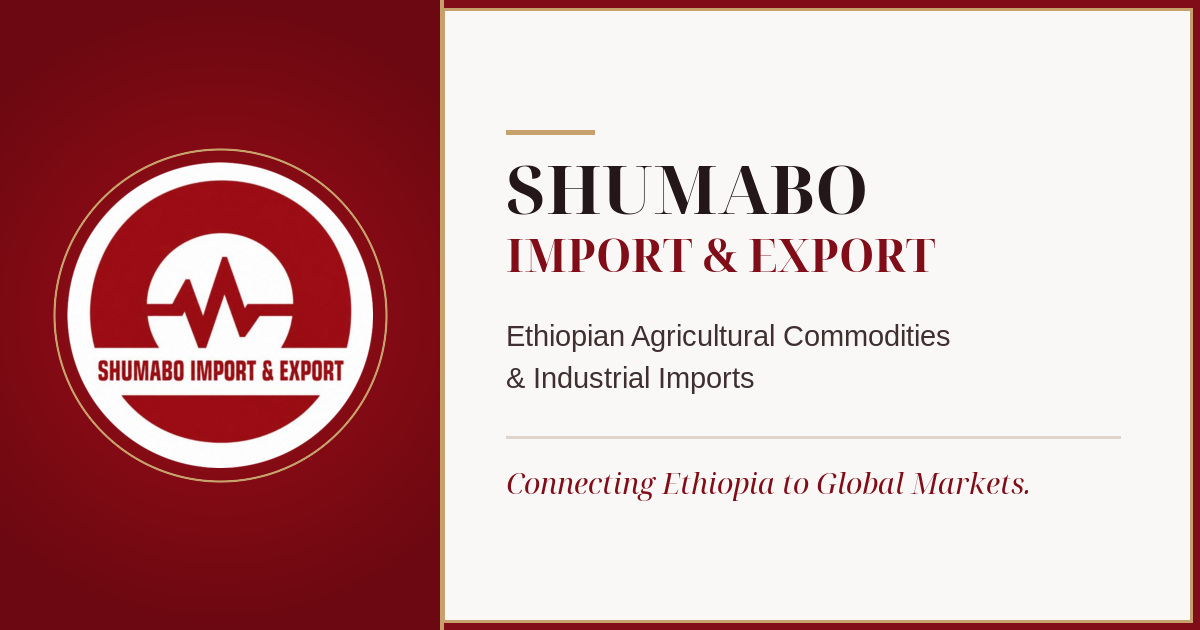 SHUMABO IMPORT & EXPORT
SHUMABO
IMPORT & EXPORT
Ethiopian Agricultural Commodities
& Industrial Imports
Connecting Ethiopia to Global Markets.